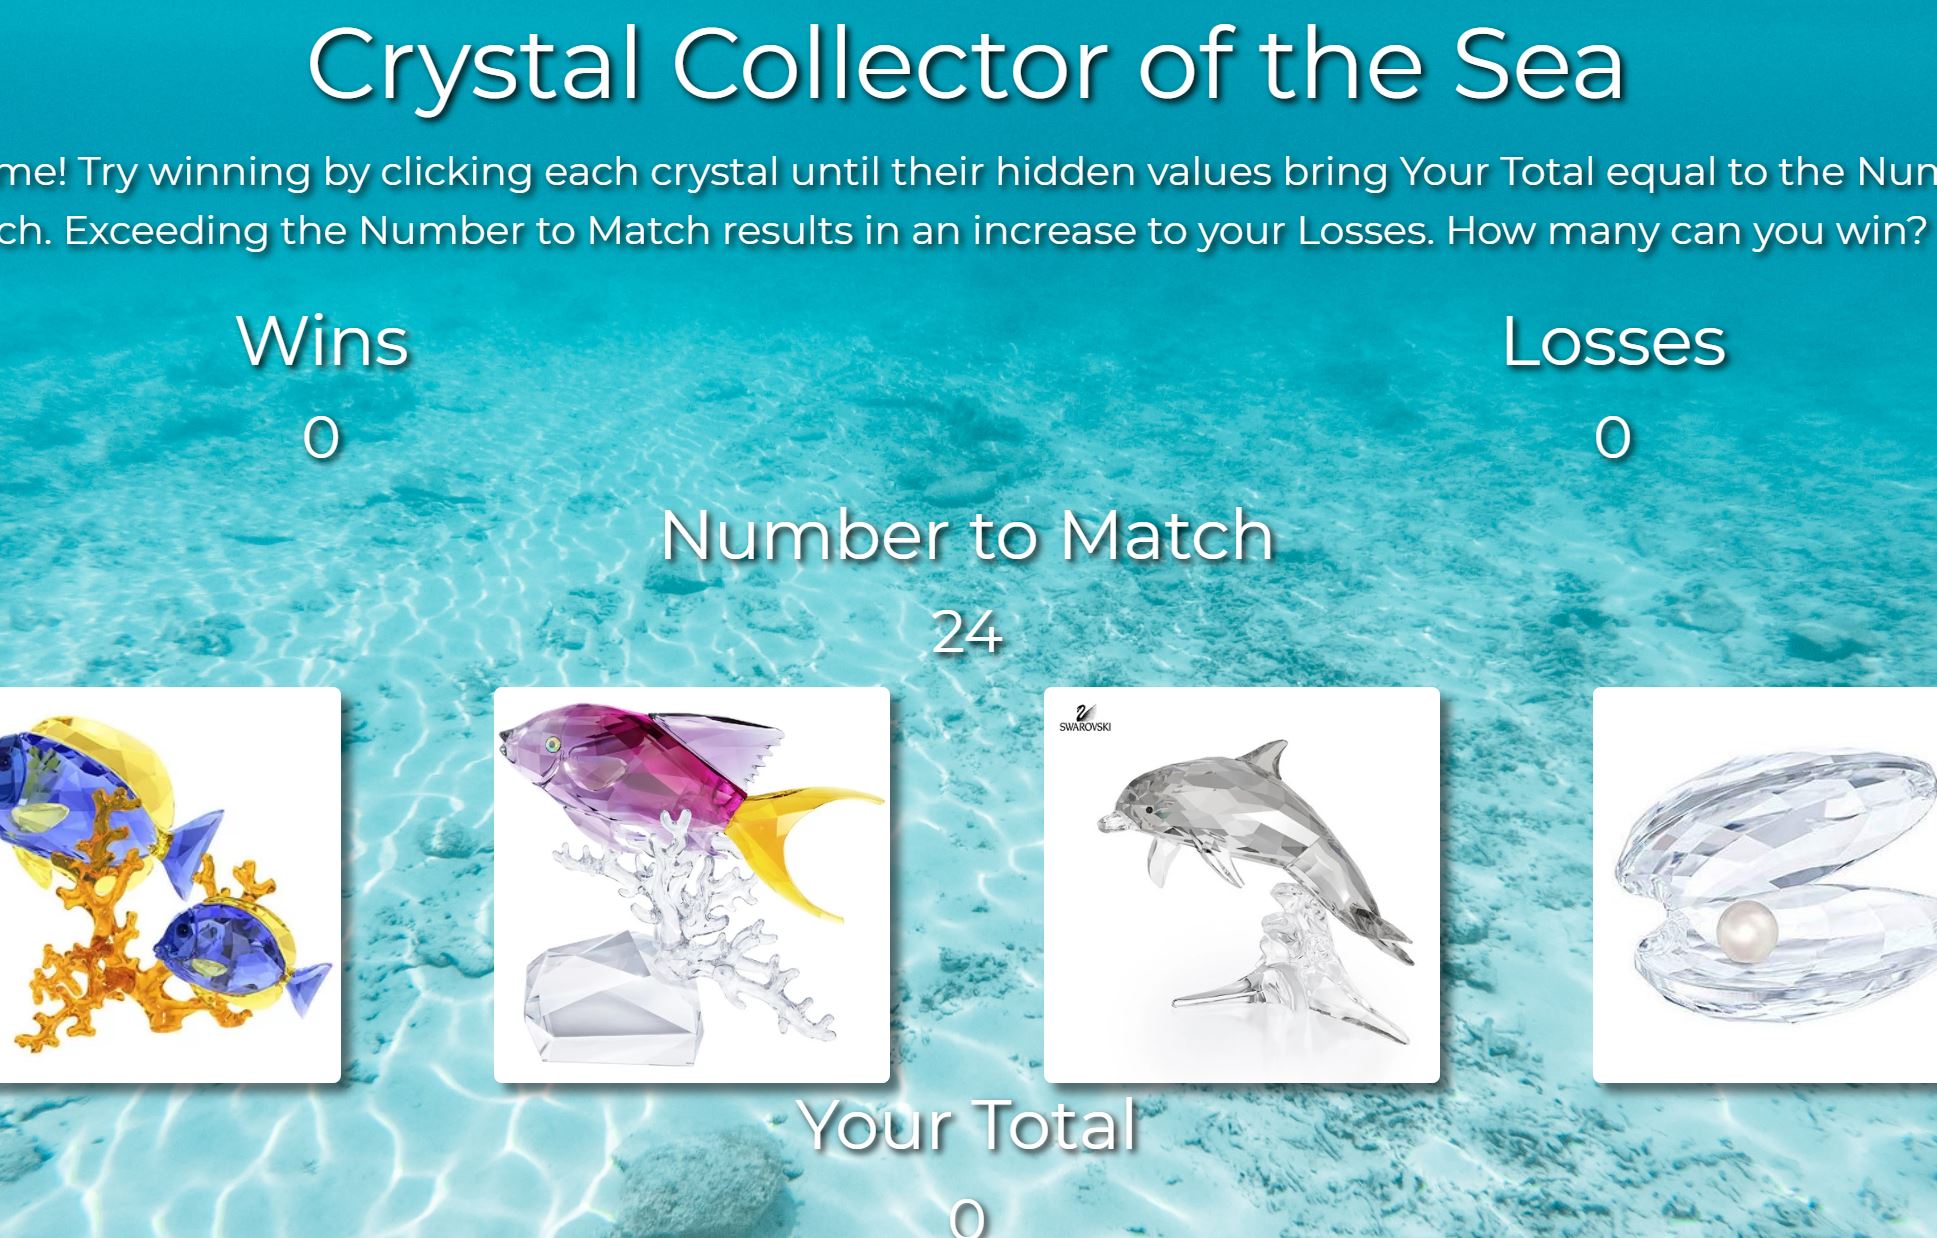 Crystal Collector of the Sea
me! Try winning by clicking each crystal until their hidden values bring Your Total equal to the Num
ch. Exceeding the Number to Match results in an increase to your Losses. How many can you win?
Wins
Losses
0
0
Number to Match
24
SWAROVSKI
Your Total
0